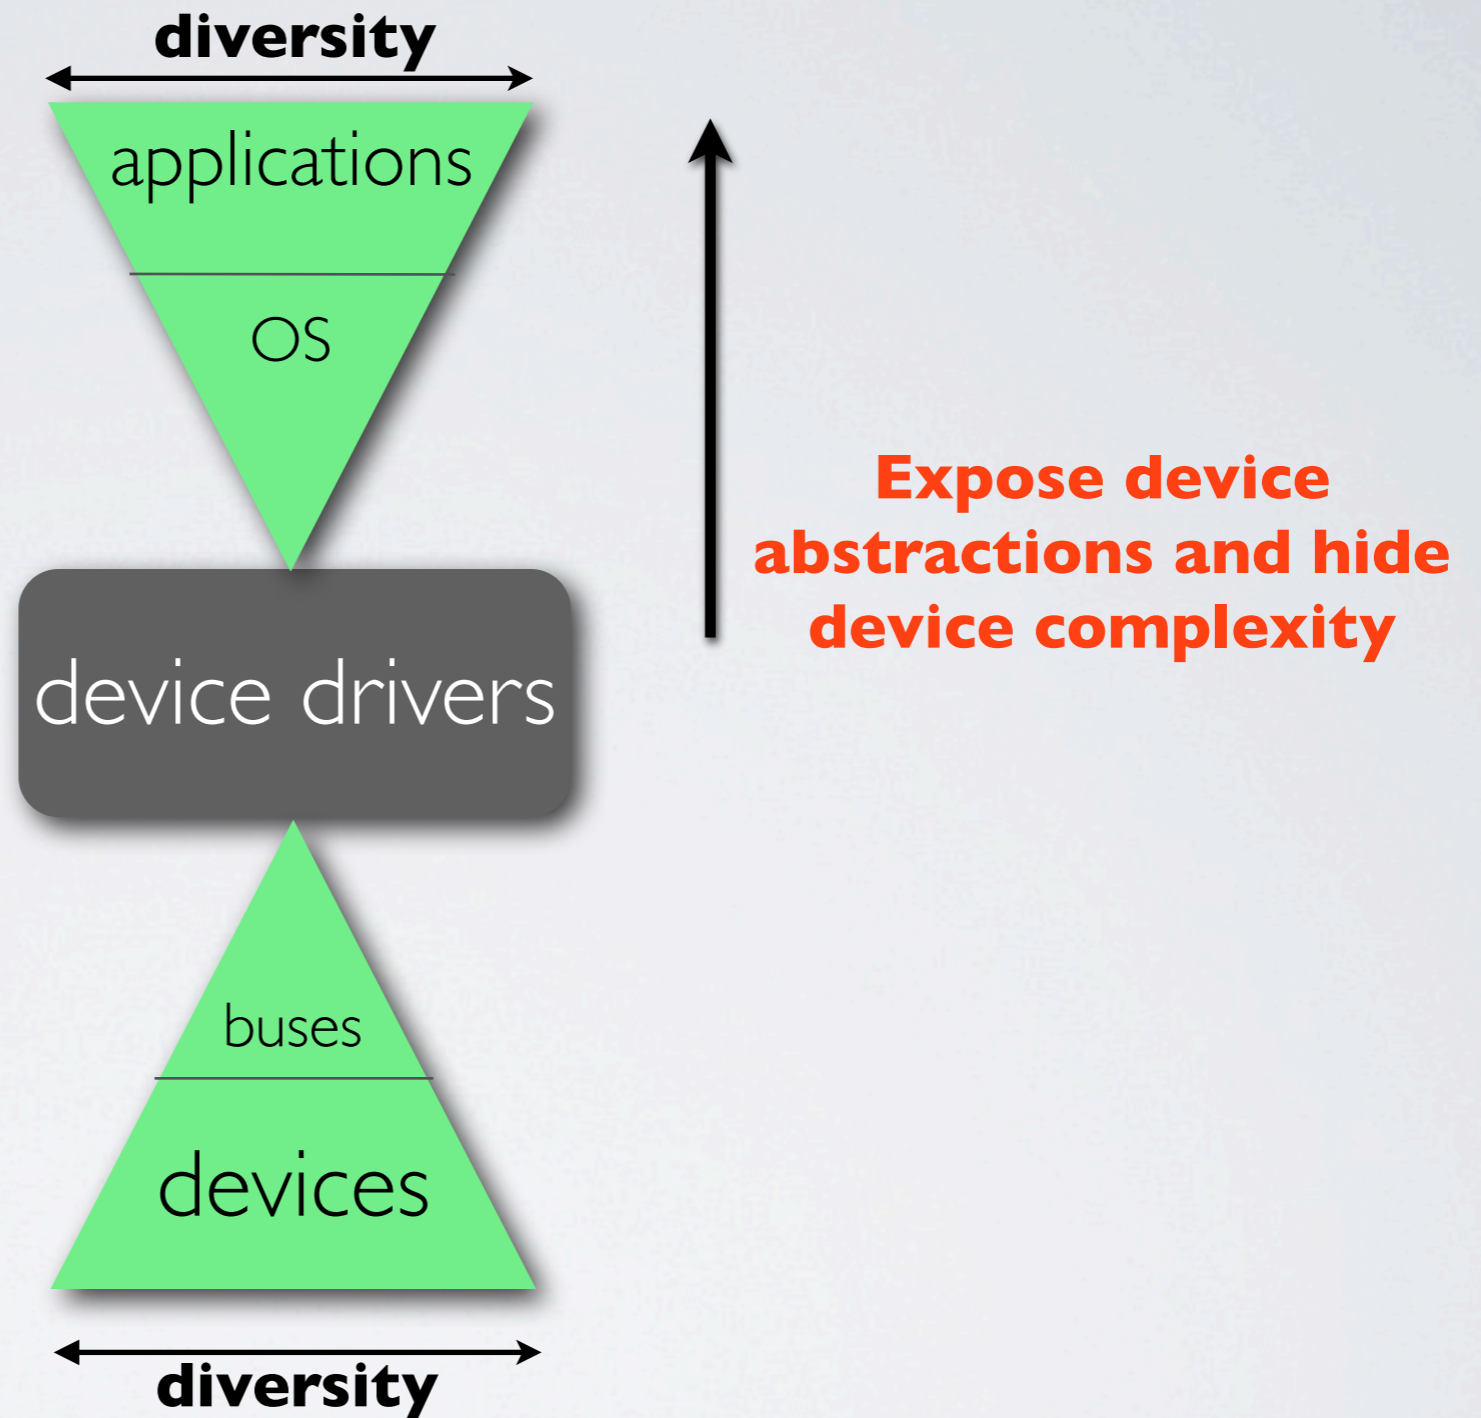 diversity
applications
OS
Expose device
abstractions and hide
device complexity
device drivers
buses
devices
diversity